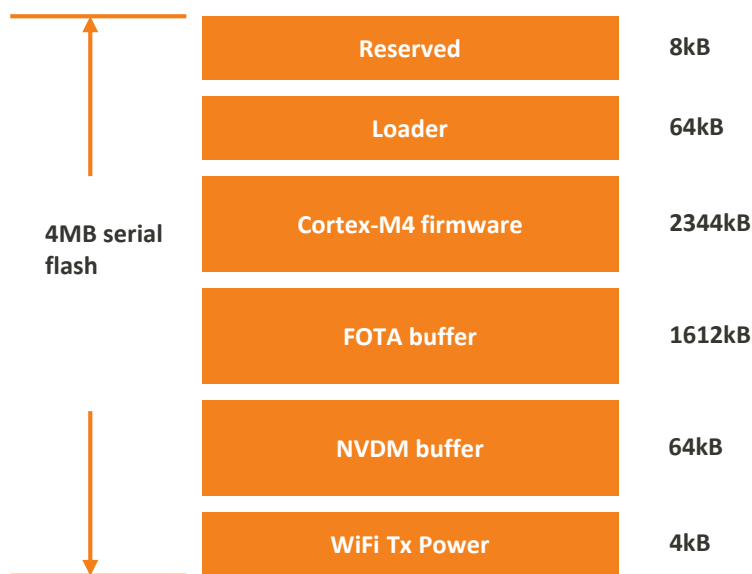 Reserved 8kB
Loader 64kB
Cortex-M4 firmware 2344kB
4MB serial
flash
FOTA buffer 1612kB
NVDM buffer 64kB
WiFi Tx Power 4kB